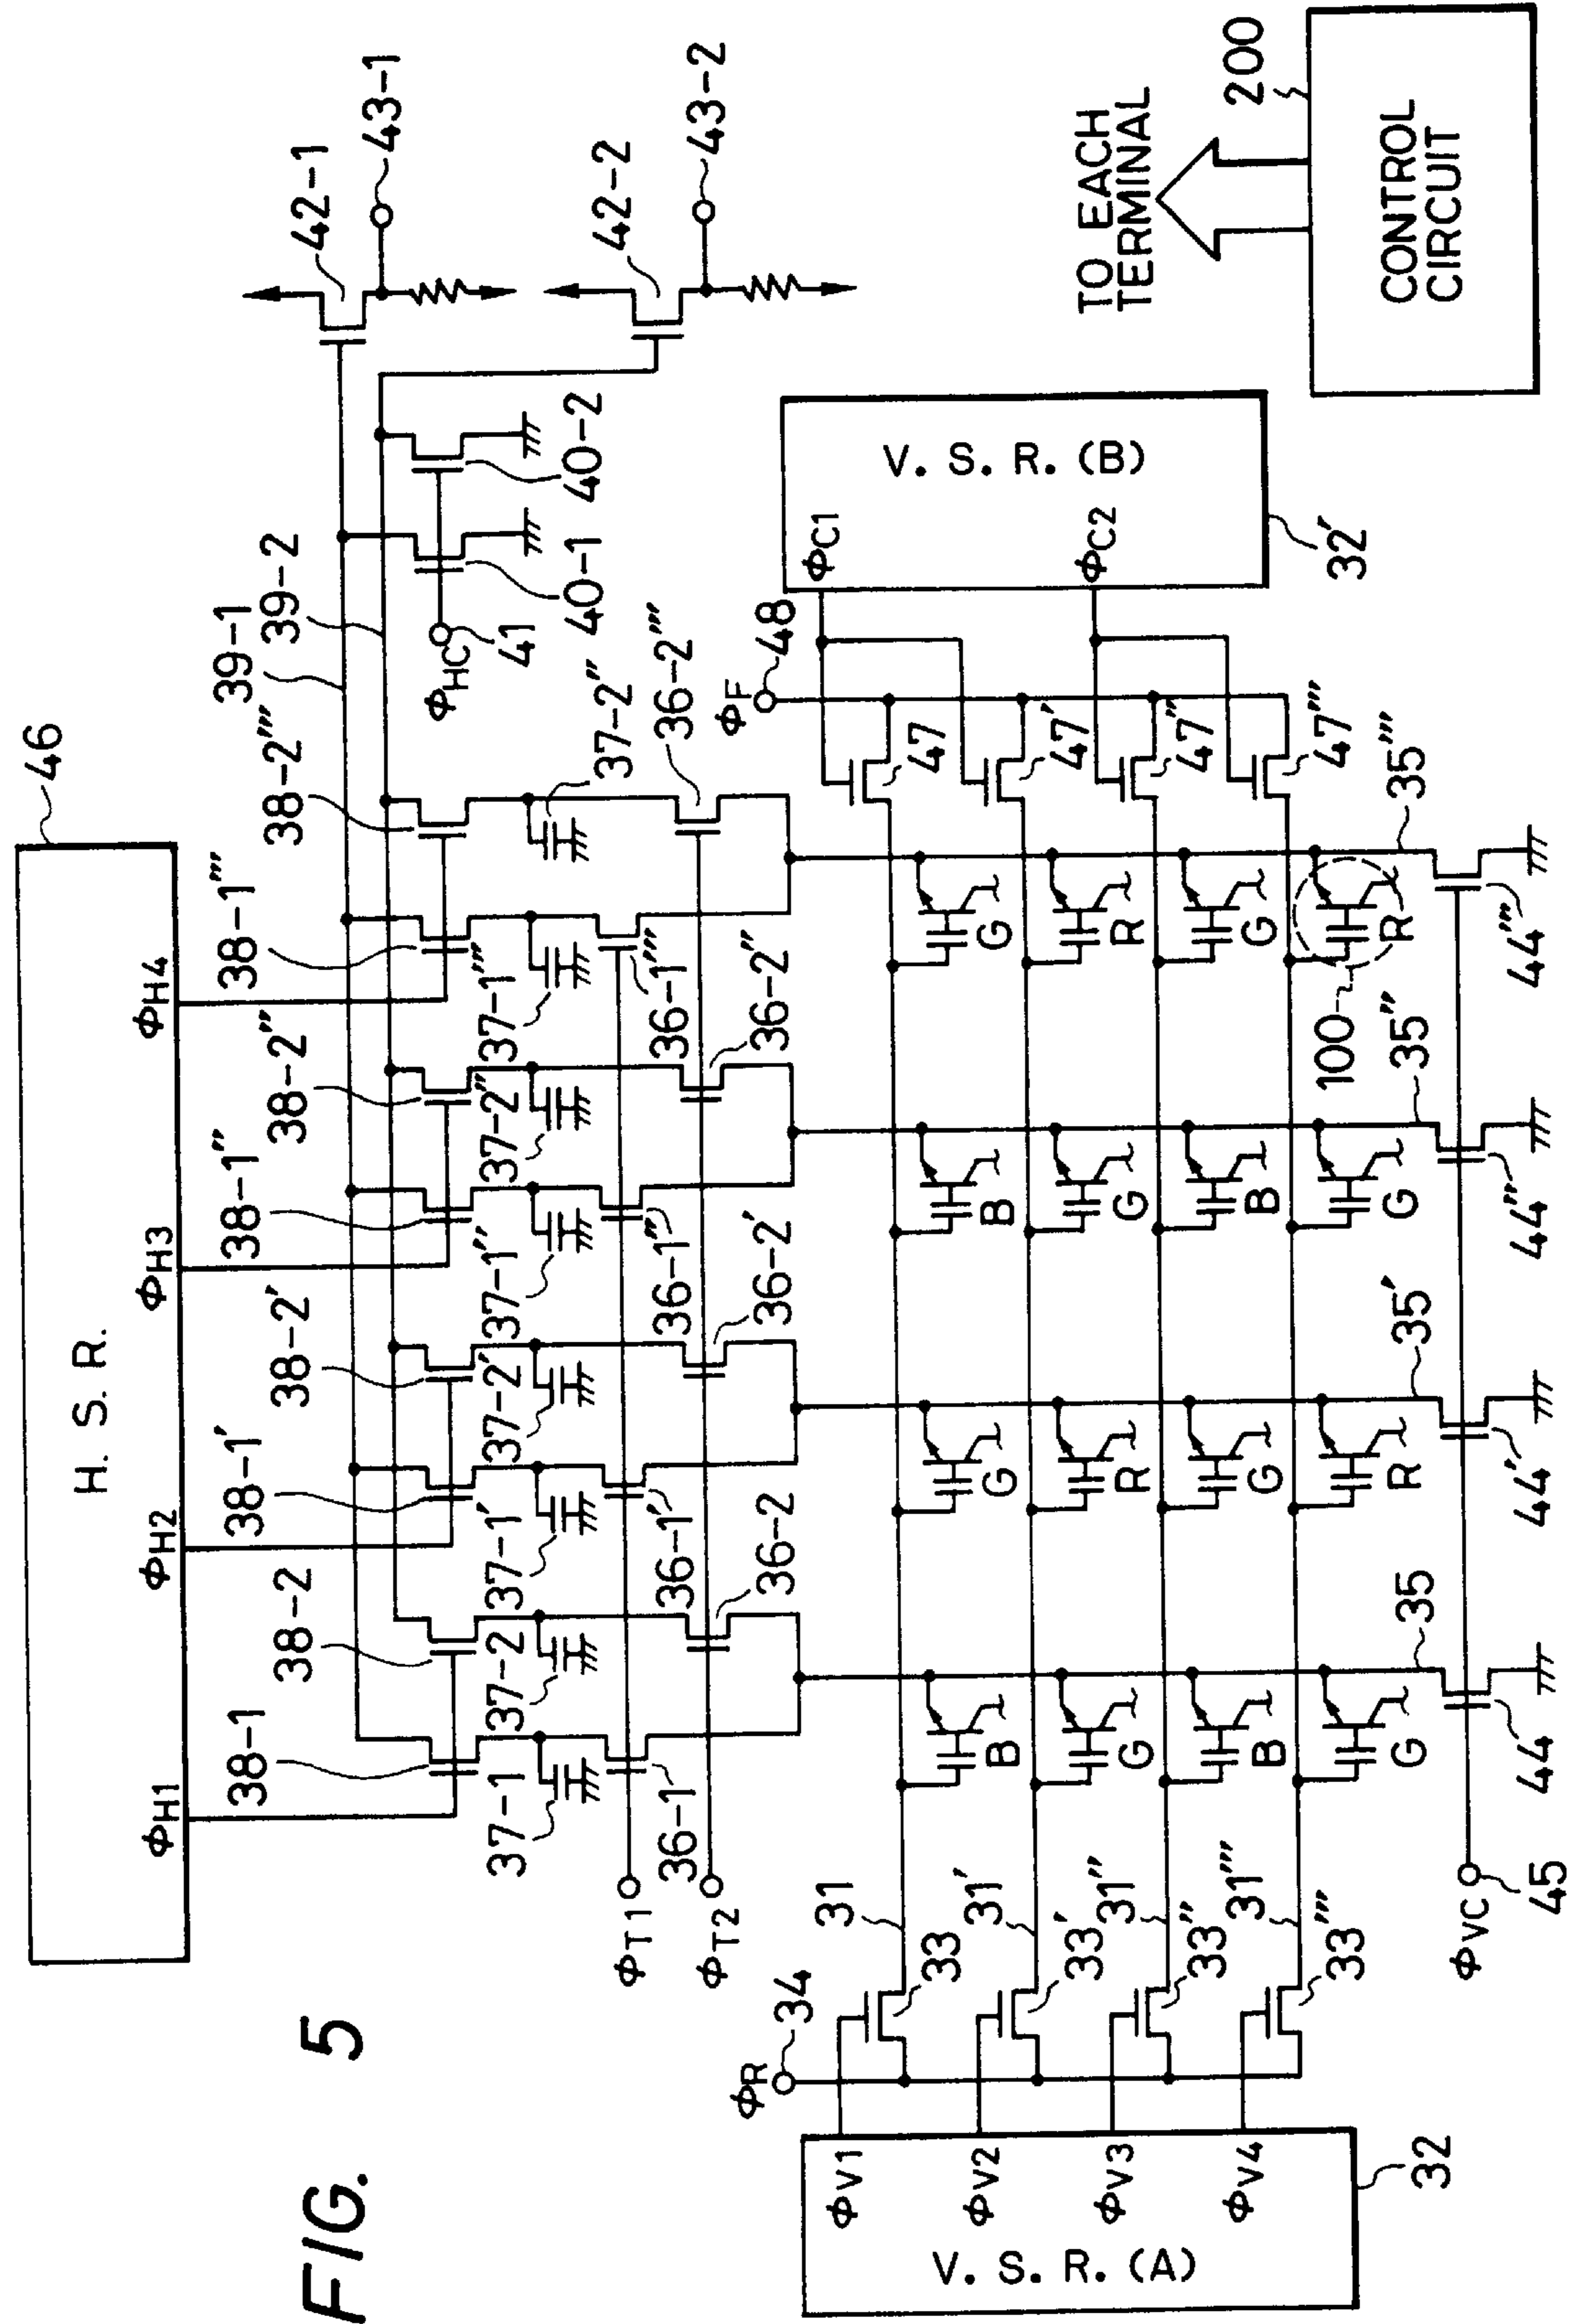 FIG. 5
H. S. R.
46
ΦH1
ΦH2
ΦH3
ΦH4
38-1
38-2
38-1'
38-2'
38-1"
38-2"
38-1'''
38-2'''
39-1
39-2
42-1
43-1
37-1
37-2
37-1'
37-2'
37-1"
37-2"
37-1'''
37-2"
ΦHC
41
40-1
40-2
42-2
43-2
ΦT1
ΦT2
36-1
36-2
36-1'
36-2'
36-1"
36-2"
36-1'''
36-2'''
ΦR
34
ΦF
48
V. S. R. (A)
32
ΦV1
ΦV2
ΦV3
ΦV4
33
33'
33"
33'''
31
31'
31"
31'''
B
G
B
G
G
R
G
R
B
G
B
G
G
R
G
R
100
47
47'
47"
47'''
ΦC1
ΦC2
V. S. R. (B)
32'
35
35'
35"
35'''
ΦVC
45
44
44'
44"
44'''
TO EACH
TERMINAL
200
CONTROL
CIRCUIT